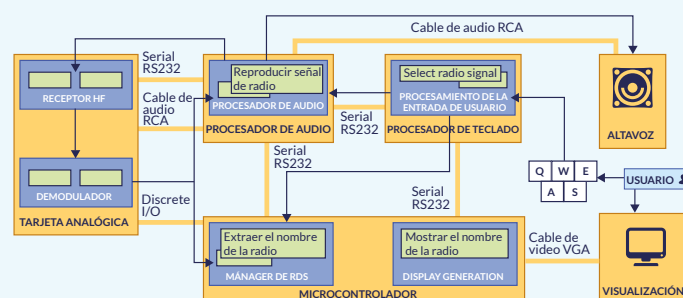 Cable de audio RCA
Serial
RS232
Reproducir señal
de radio
Select radio signal
RECEPTOR HF
PROCESADOR DE AUDIO
PROCESAMIENTO DE LA
ENTRADA DE USUARIO
Cable de
audio
RCA
PROCESADOR DE AUDIO
Serial
RS232
PROCESADOR DE TECLADO
ALTAVOZ
Serial
RS232
Q W E
A S
USUARIO
DEMODULADOR
Discrete
I/O
Serial
RS232
TARJETA ANALÓGICA
Extraer el nombre
de la radio
Mostrar el nombre
de la radio
Cable de
video VGA
MÁNAGER DE RDS
DISPLAY GENERATION
MICROCONTROLADOR
VISUALIZACIÓN